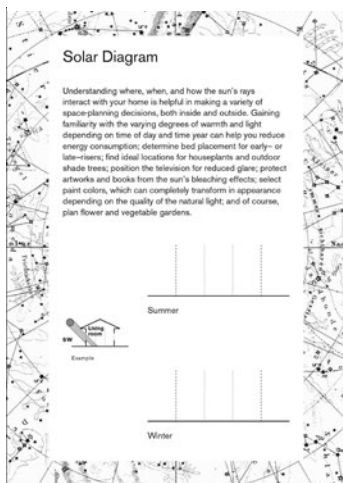 Solar Diagram
Understanding where, when, and how the sun's rays
interact with your home is helpful in making a variety of
space-planning decisions, both inside and outside. Gaining
familiarity with the varying degrees of warmth and light
depending on time of day and time year can help you reduce
energy consumption; determine bed placement for early– or
late–risers; find ideal locations for houseplants and outdoor
shade trees; position the television for reduced glare; protect
artworks and books from the sun's bleaching effects; select
paint colors, which can completely transform in appearance
depending on the quality of the natural light; and of course,
plan flower and vegetable gardens.
Summer
Living
room
SW
Example
Winter